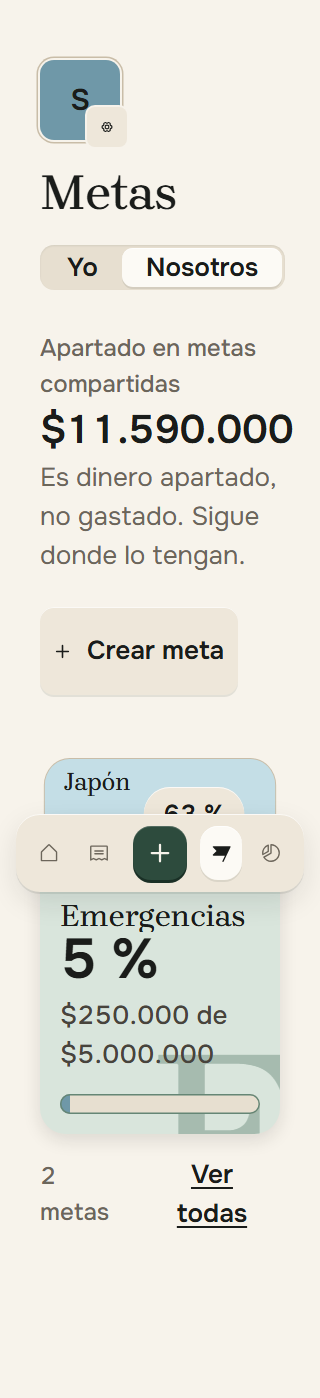 S
Metas
Yo
Nosotros
Apartado en metas
compartidas
$11.590.000
Es dinero apartado,
no gastado. Sigue
donde lo tengan.
+ Crear meta
Japón
63 %
Emergencias
5 %
$250.000 de
$5.000.000
E
2
metas
Ver
todas